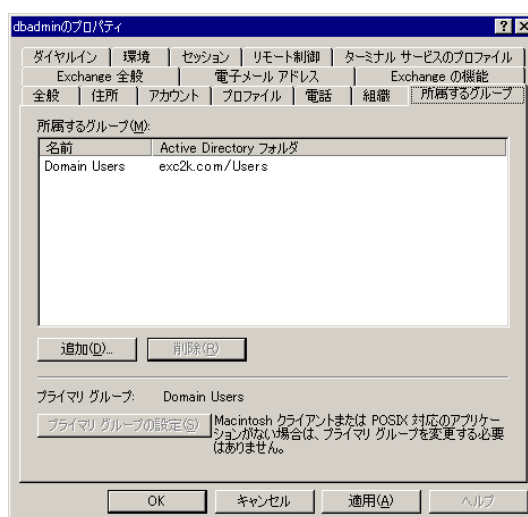 dbadminのプロパティ
ダイヤルイン 環境 セッション リモート制御 ターミナル サービスのプロファイル
Exchange 全般 電子メール アドレス Exchange の機能
全般 住所 アカウント プロファイル 電話 組織 所属するグループ
所属するグループ(M):
名前 Active Directory フォルダ
Domain Users exc2k.com/Users
追加(D)... 削除(R)
プライマリ グループ: Domain Users
プライマリ グループの設定(S) Macintosh クライアントまたは POSIX 対応のアプリケー
ションがない場合は、プライマリ グループを変更する必要
はありません。
OK キャンセル 適用(A) ヘルプ